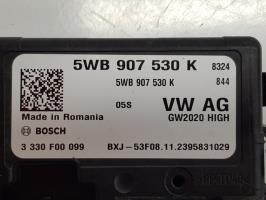 5WB 907 530 K 8324
5WB 907 530 K 844
05S VW AG
Made in Romania GW2020 HIGH
BOSCH
3 330 F00 099 BXJ-53F08.11.2395831029